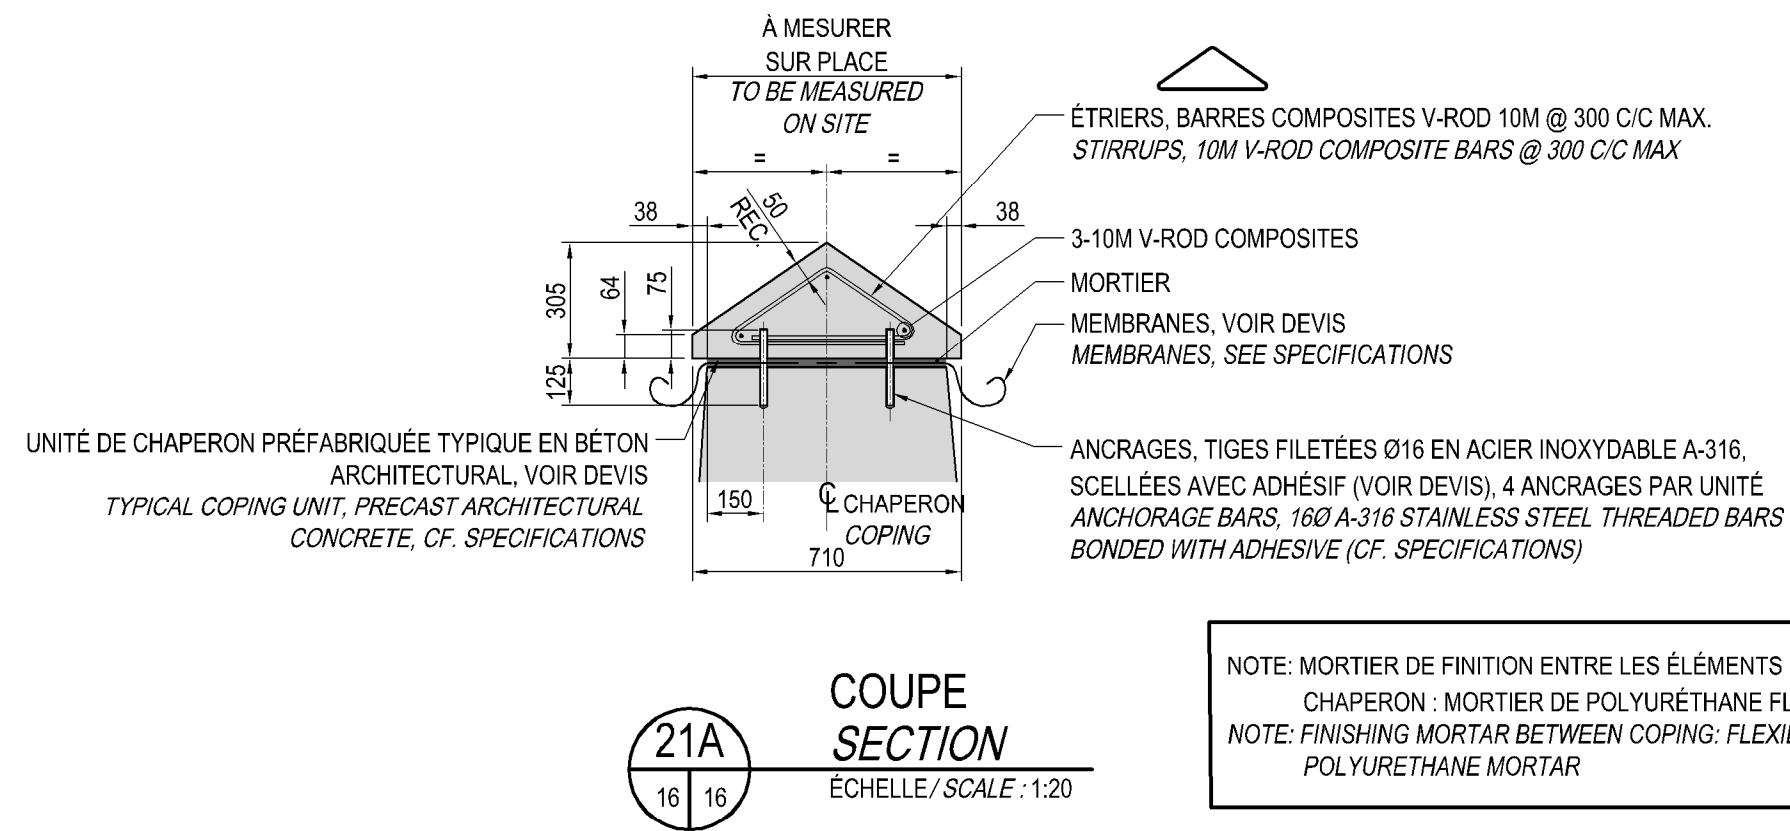 À MESURER
SUR PLACE
TO BE MEASURED
ON SITE
= =
38
50
REC.
38
305
64
75
125
ÉTRIERS, BARRES COMPOSITES V-ROD 10M @ 300 C/C MAX.
STIRRUPS, 10M V-ROD COMPOSITE BARS @ 300 C/C MAX
3-10M V-ROD COMPOSITES
MORTIER
MEMBRANES, VOIR DEVIS
MEMBRANES, SEE SPECIFICATIONS
UNITÉ DE CHAPERON PRÉFABRIQUÉE TYPIQUE EN BÉTON
ARCHITECTURAL, VOIR DEVIS
TYPICAL COPING UNIT, PRECAST ARCHITECTURAL
CONCRETE, CF. SPECIFICATIONS
ANCRAGES, TIGES FILETÉES Ø16 EN ACIER INOXYDABLE A-316,
SCELLÉES AVEC ADHÉSIF (VOIR DEVIS), 4 ANCRAGES PAR UNITÉ
ANCHORAGE BARS, 16Ø A-316 STAINLESS STEEL THREADED BARS
BONDED WITH ADHESIVE (CF. SPECIFICATIONS)
150
℄ CHAPERON
COPING
710
21A
16 16
COUPE
SECTION
ÉCHELLE/ SCALE : 1:20
NOTE: MORTIER DE FINITION ENTRE LES ÉLÉMENTS
CHAPERON : MORTIER DE POLYURÉTHANE FL
NOTE: FINISHING MORTAR BETWEEN COPING: FLEXI
POLYURETHANE MORTAR